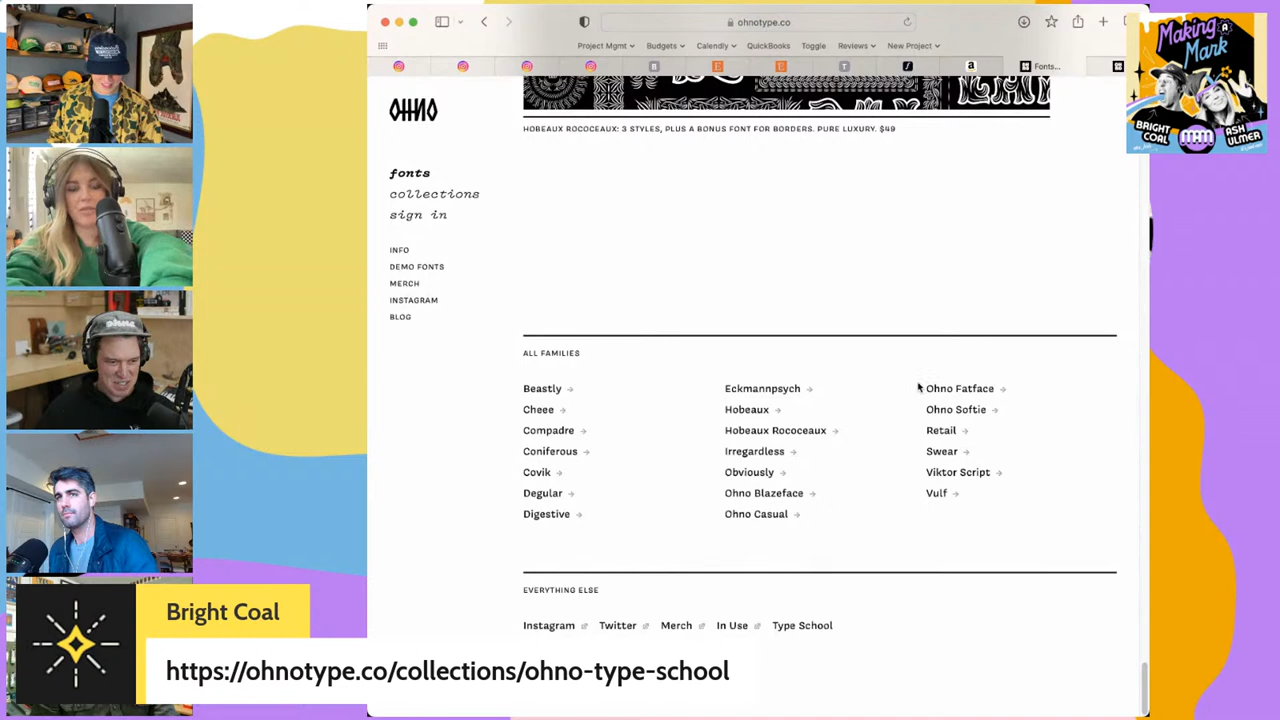 ohnotype.co
Project Mgmt Budgets Calendly QuickBooks Toggle Reviews New Project
Fonts...
OHNO
HOBEAUX ROCOCEAUX: 3 STYLES, PLUS A BONUS FONT FOR BORDERS. PURE LUXURY. $49
fonts
collections
sign in
INFO
DEMO FONTS
MERCH
INSTAGRAM
BLOG
ALL FAMILIES
Beastly →
Cheee →
Compadre →
Coniferous →
Covik →
Degular →
Digestive →
Eckmannpsych →
Hobeaux →
Hobeaux Rococeaux →
Irregardless →
Obviously →
Ohno Blazeface →
Ohno Casual →
Ohno Fatface →
Ohno Softie →
Retail →
Swear →
Viktor Script →
Vulf →
EVERYTHING ELSE
Instagram Twitter Merch In Use Type School
Making
A
Mark
BRIGHT
COAL
MAM
ASH
ULMER
Bright Coal
https://ohnotype.co/collections/ohno-type-school